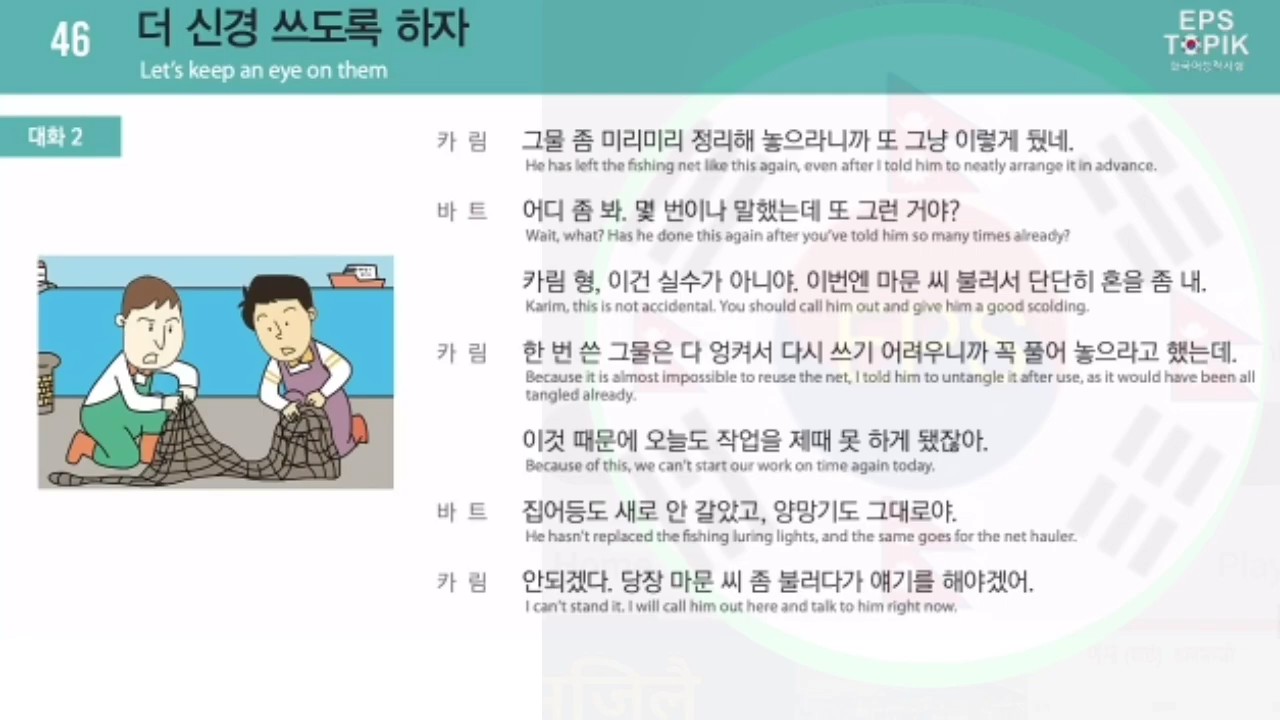 46
더 신경 쓰도록 하자
Let's keep an eye on them
EPS
TOPIK
한국어능력시험
대화 2
카 림 그물 좀 미리미리 정리해 놓으라니까 또 그냥 이렇게 뒀네.
He has left the fishing net like this again, even after I told him to neatly arrange it in advance.
바 트 어디 좀 봐. 몇 번이나 말했는데 또 그런 거야?
Wait, what? Has he done this again after you've told him so many times already?
카림 형, 이건 실수가 아니야. 이번엔 마문 씨 불러서 단단히 혼을 좀 내.
Karim, this is not accidental. You should call him out and give him a good scolding.
카 림 한 번 쓴 그물은 다 엉켜서 다시 쓰기 어려우니까 꼭 풀어 놓으라고 했는데.
Because it is almost impossible to reuse the net, I told him to untangle it after use, as it would have been all
tangled already.
이것 때문에 오늘도 작업을 제때 못 하게 됐잖아.
Because of this, we can't start our work on time again today.
바 트 집어등도 새로 안 갈았고, 양망기도 그대로야.
He hasn't replaced the fishing luring lights, and the same goes for the net hauler.
카 림 안되겠다. 당장 마문 씨 좀 불러다가 얘기를 해야겠어.
I can't stand it. I will call him out here and talk to him right now.
EPS
Home
Play